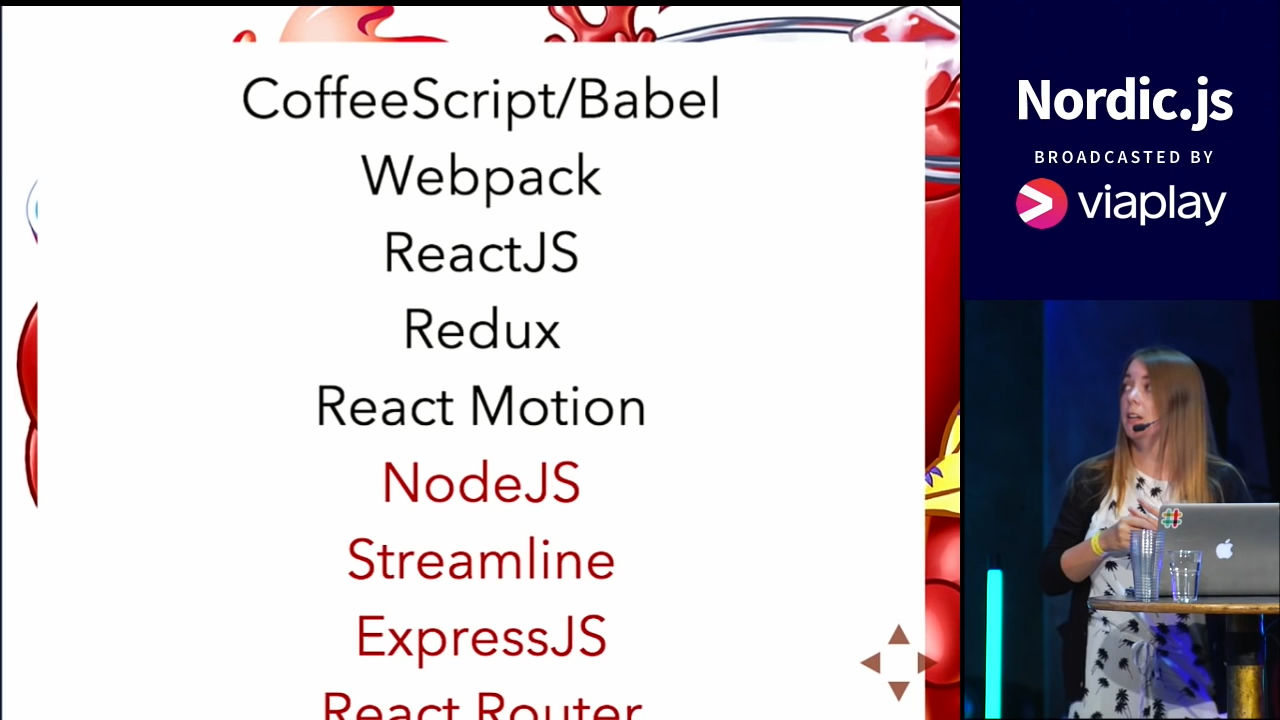 CoffeeScript/Babel
Webpack
ReactJS
Redux
React Motion
NodeJS
Streamline
ExpressJS
React Router
Nordic.js
BROADCASTED BY
viaplay